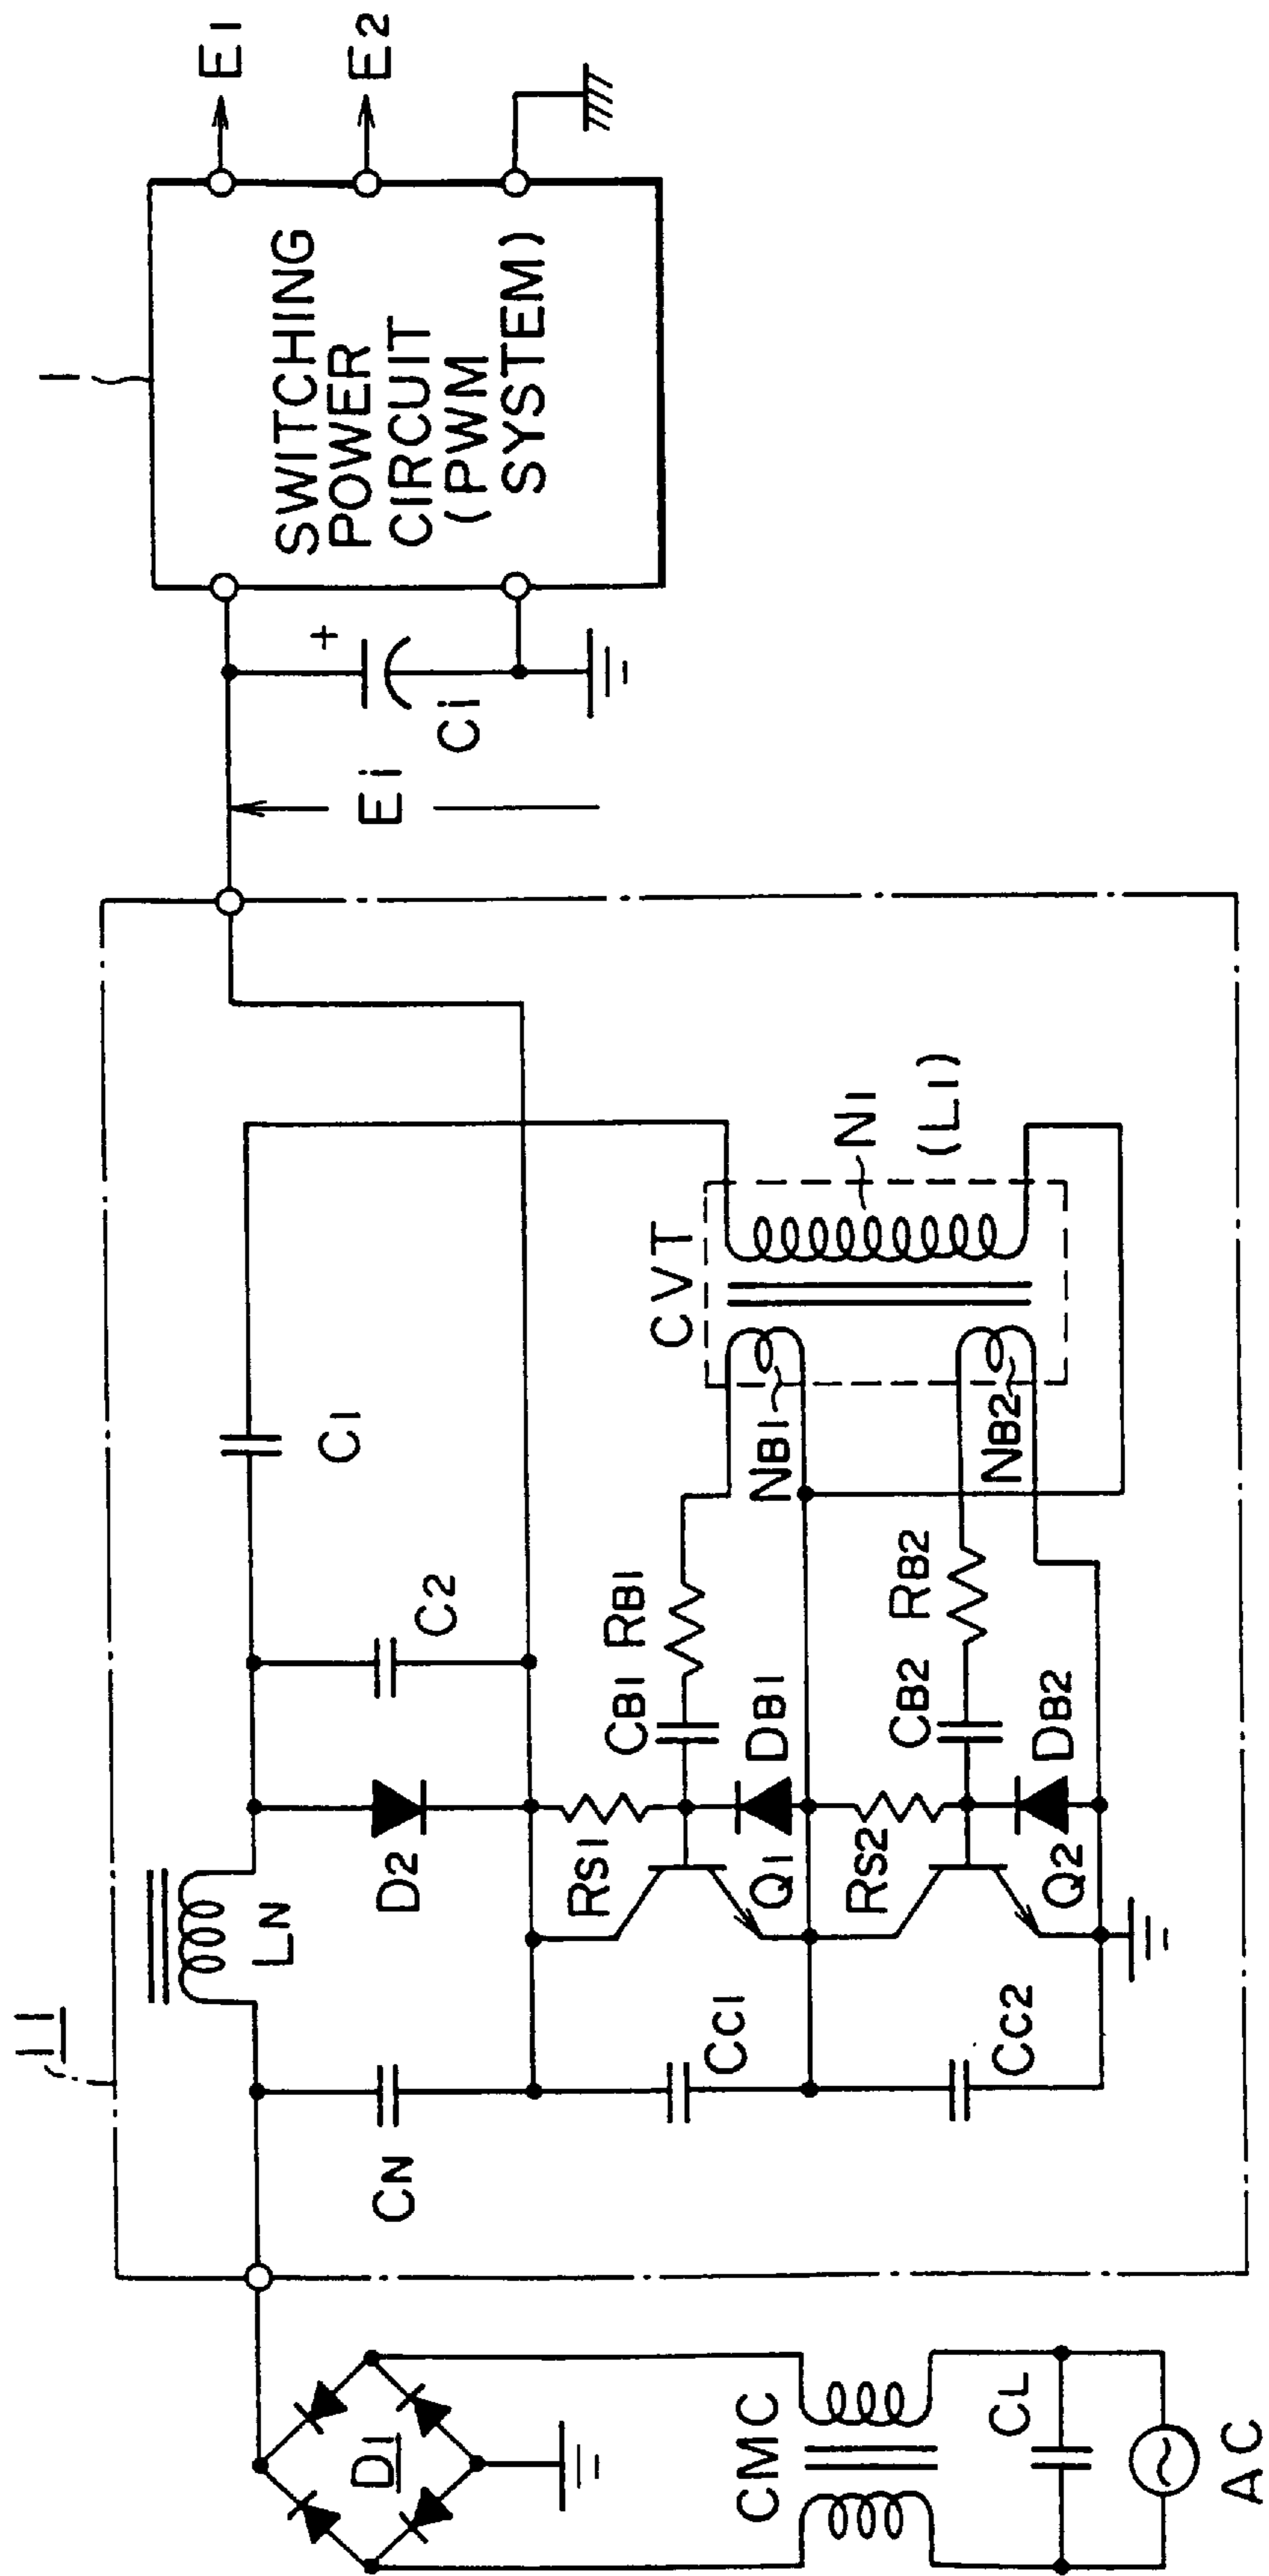 11
1
AC
CL
CMC
D1
CN
LN
D2
C2
C1
CC1
CC2
RS1
Q1
RS2
Q2
CB1
RB1
DB1
CB2
RB2
DB2
NB1
NB2
CVT
N1
(L1)
Ei
Ci
+
SWITCHING
POWER
CIRCUIT
(PWM
SYSTEM)
E1
E2